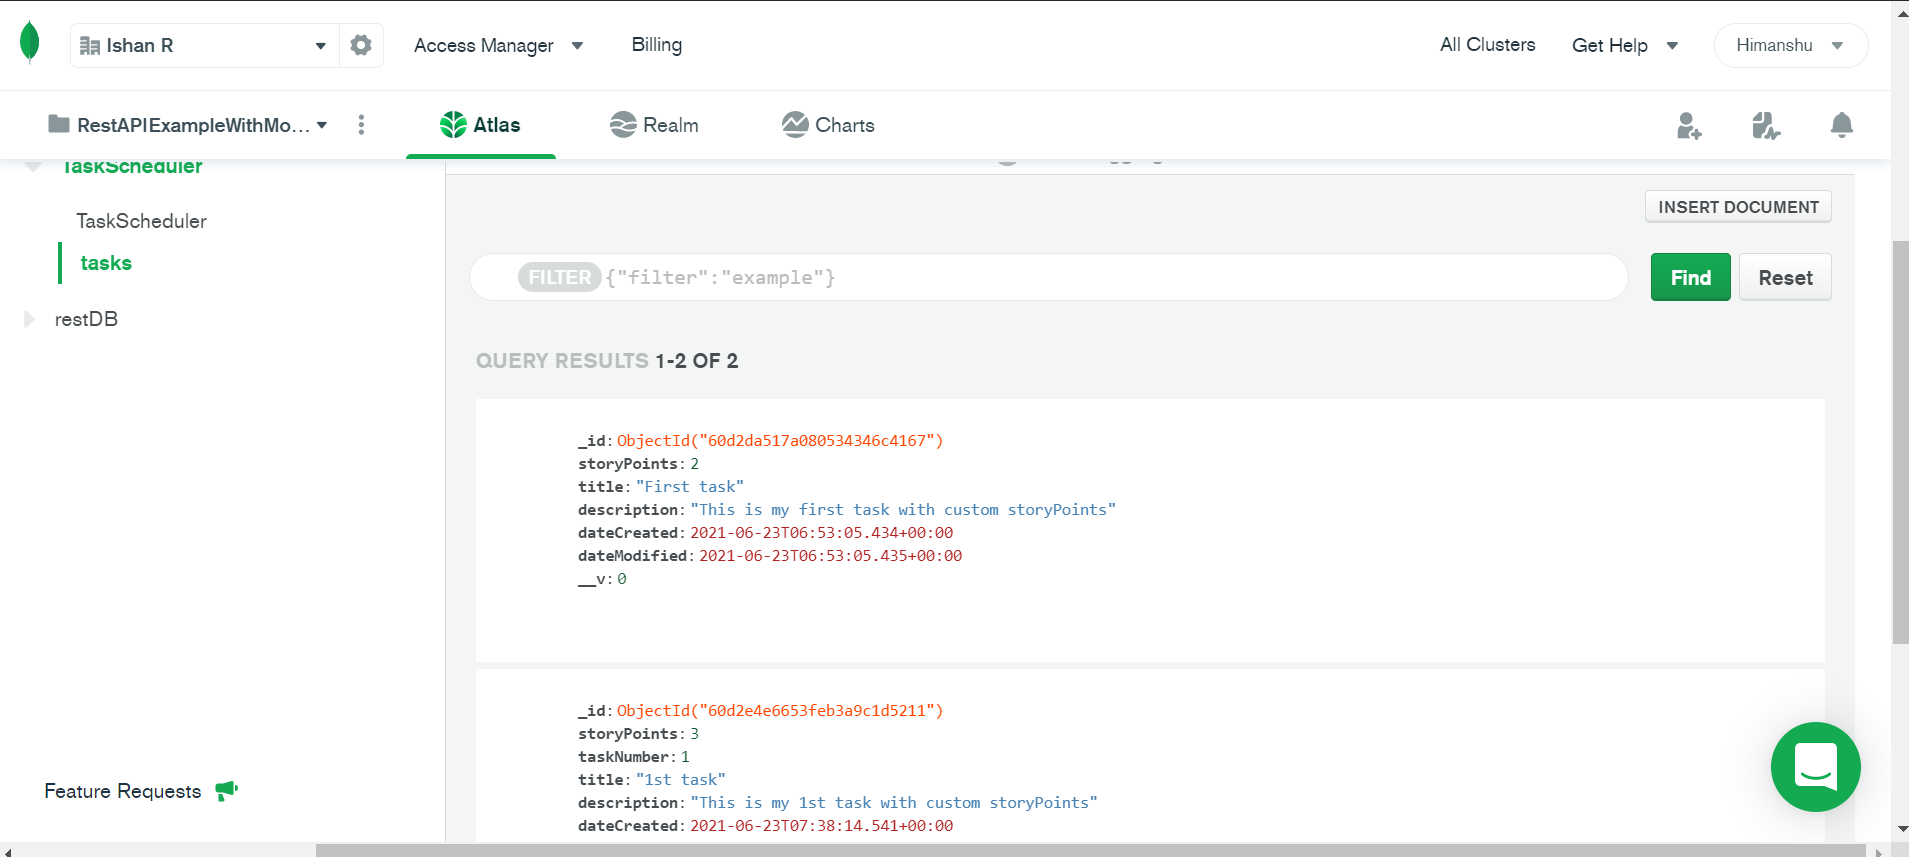 Ishan R
Access Manager
Billing
All Clusters
Get Help
Himanshu
RestAPIExampleWithMo...
Atlas
Realm
Charts
TaskScheduler
TaskScheduler
tasks
restDB
Feature Requests
INSERT DOCUMENT
FILTER {"filter":"example"}
Find
Reset
QUERY RESULTS 1-2 OF 2
_id: ObjectId("60d2da517a080534346c4167")
storyPoints: 2
title: "First task"
description: "This is my first task with custom storyPoints"
dateCreated: 2021-06-23T06:53:05.434+00:00
dateModified: 2021-06-23T06:53:05.435+00:00
__v: 0
_id: ObjectId("60d2e4e6653feb3a9c1d5211")
storyPoints: 3
taskNumber: 1
title: "1st task"
description: "This is my 1st task with custom storyPoints"
dateCreated: 2021-06-23T07:38:14.541+00:00